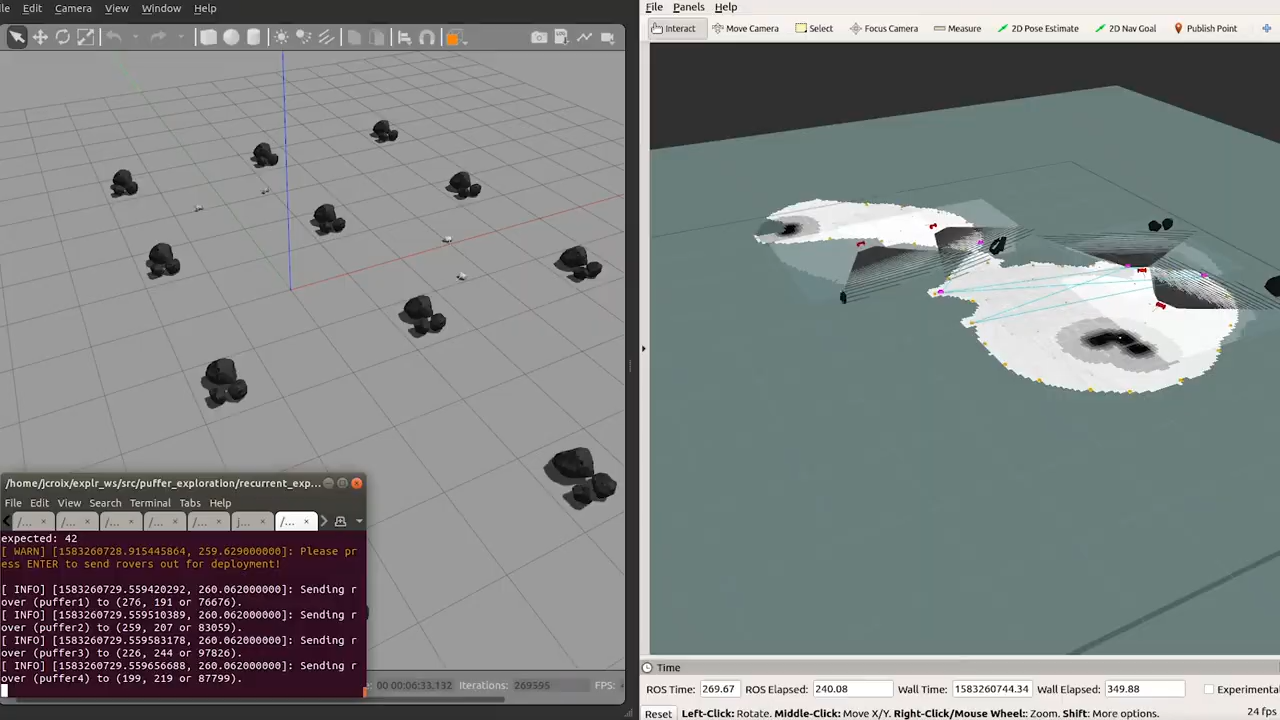 Edit Camera View Window Help
/home/jcroix/explr_ws/src/puffer_exploration/recurrent_exp...
File Edit View Search Terminal Tabs Help
/... × /... × /... × /... × /... × j... × /... ×
expected: 42
[ WARN] [1583260728.915445864, 259.629000000]: Please pr
ess ENTER to send rovers out for deployment!
[ INFO] [1583260729.559420292, 260.062000000]: Sending r
over (puffer1) to (276, 191 or 76676).
[ INFO] [1583260729.559510389, 260.062000000]: Sending r
over (puffer2) to (259, 207 or 83059).
[ INFO] [1583260729.559583178, 260.062000000]: Sending r
over (puffer3) to (226, 244 or 97826).
[ INFO] [1583260729.559656688, 260.062000000]: Sending r
over (puffer4) to (199, 219 or 87799).
00 00:06:33,132 Iterations: 269595 FPS:
File Panels Help
Interact Move Camera Select Focus Camera Measure 2D Pose Estimate 2D Nav Goal Publish Point
Time
ROS Time: 269.67 ROS Elapsed: 240.08 Wall Time: 1583260744.34 Wall Elapsed: 349.88 Experimenta
Reset Left-Click: Rotate. Middle-Click: Move X/Y. Right-Click/Mouse Wheel:: Zoom. Shift: More options. 24 fps